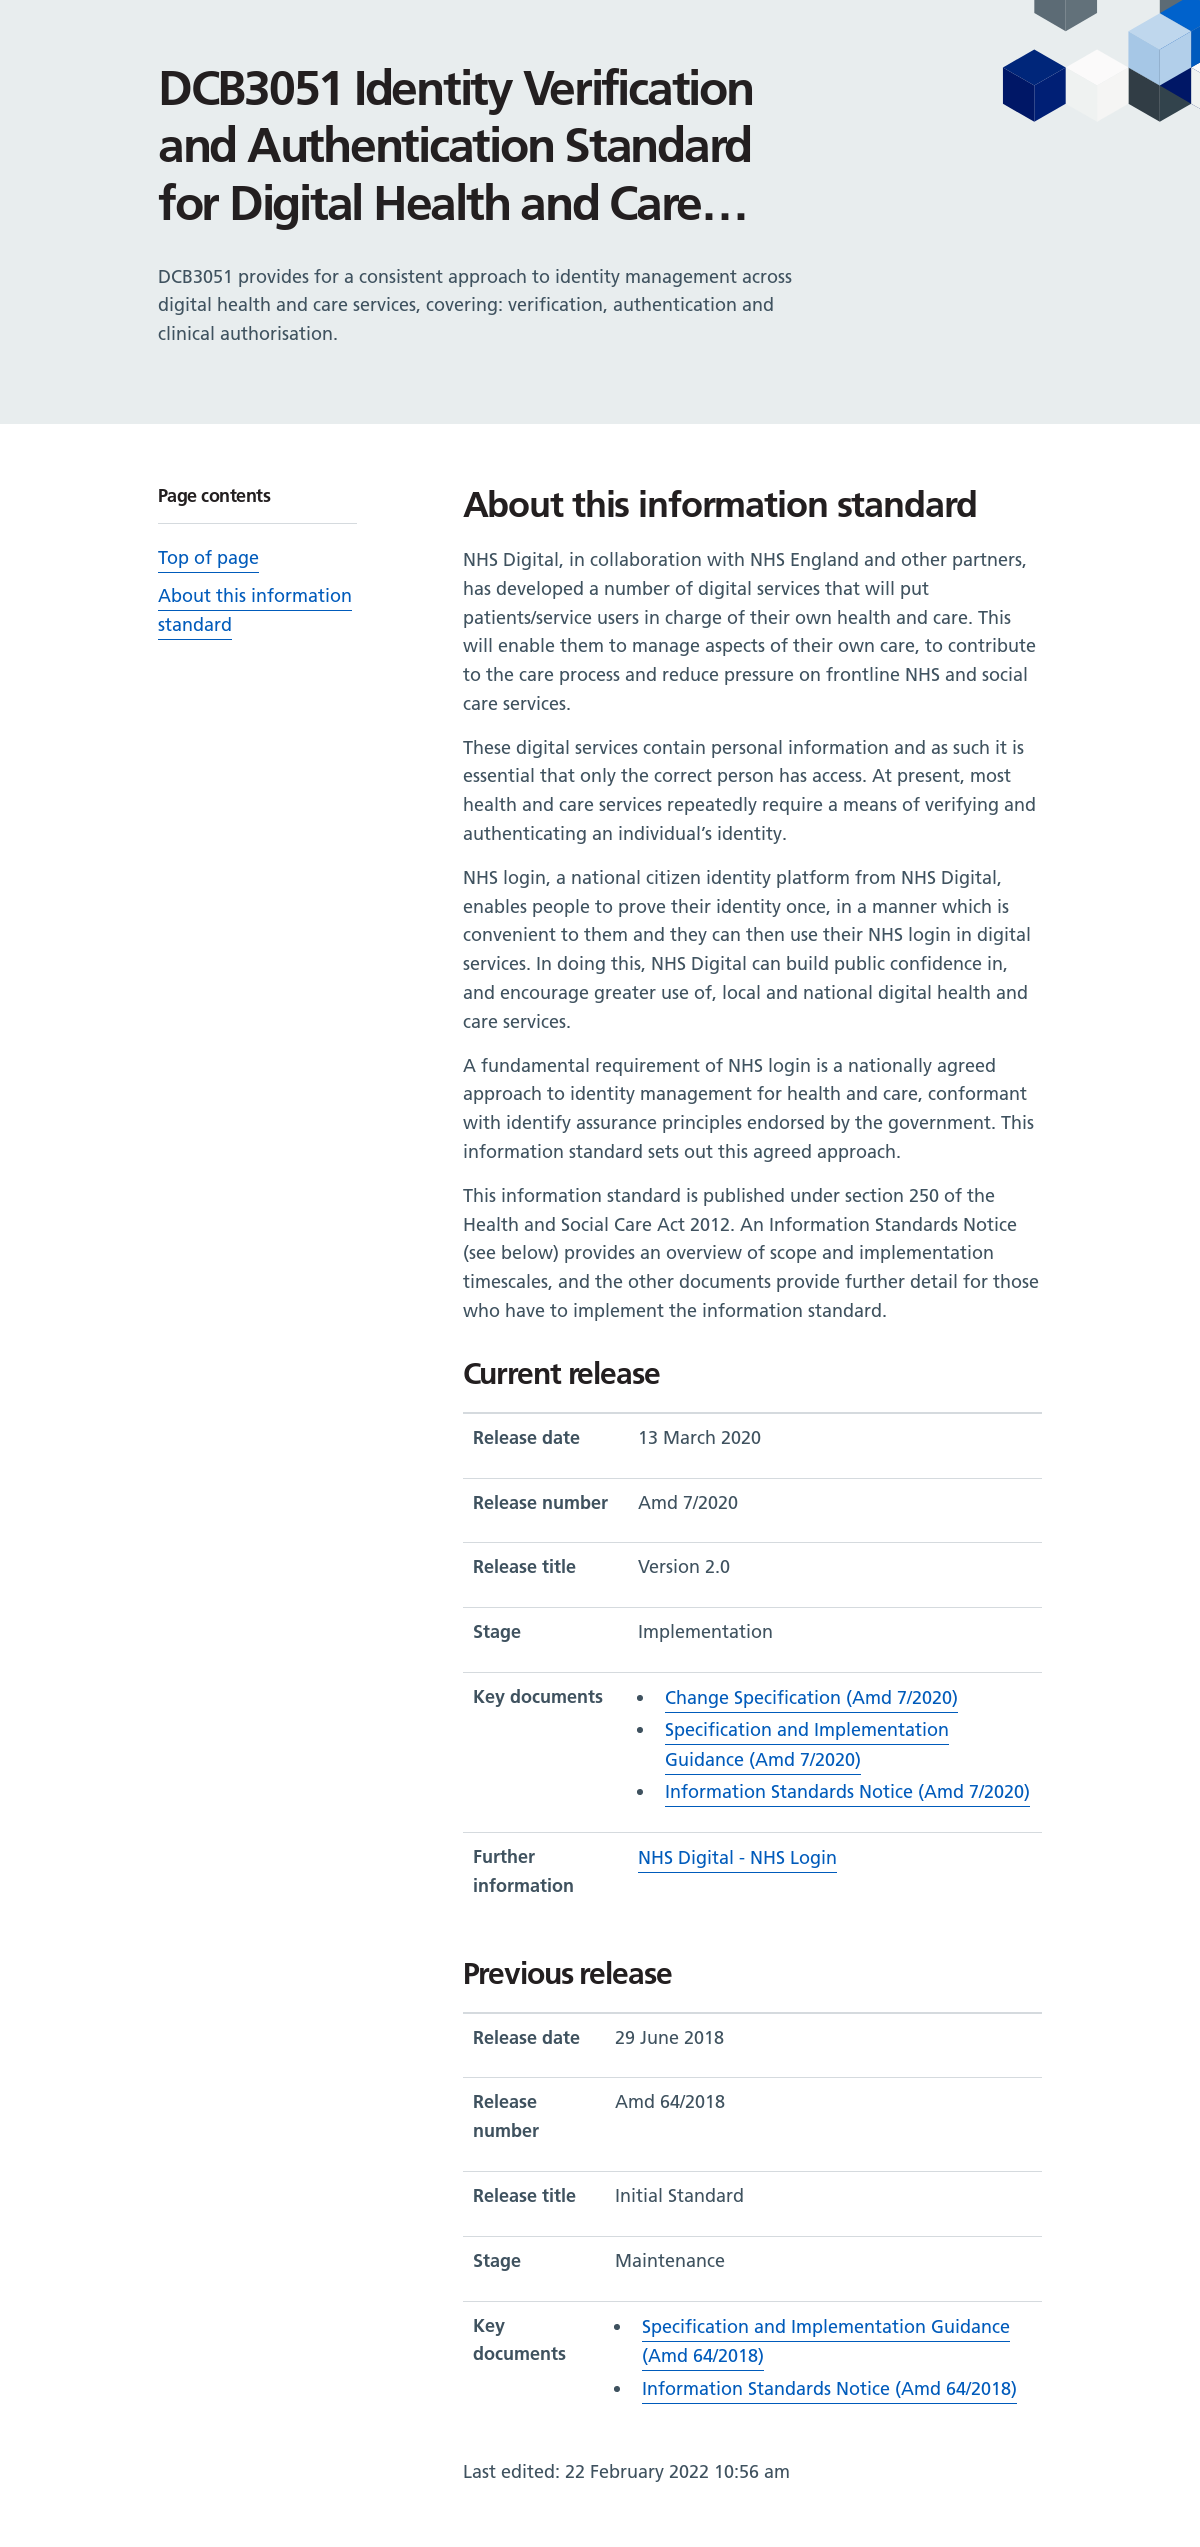 DCB3051 Identity Verification
and Authentication Standard
for Digital Health and Care…
DCB3051 provides for a consistent approach to identity management across
digital health and care services, covering: verification, authentication and
clinical authorisation.
Page contents
Top of page
About this information
standard
About this information standard
NHS Digital, in collaboration with NHS England and other partners,
has developed a number of digital services that will put
patients/service users in charge of their own health and care. This
will enable them to manage aspects of their own care, to contribute
to the care process and reduce pressure on frontline NHS and social
care services.
These digital services contain personal information and as such it is
essential that only the correct person has access. At present, most
health and care services repeatedly require a means of verifying and
authenticating an individual’s identity.
NHS login, a national citizen identity platform from NHS Digital,
enables people to prove their identity once, in a manner which is
convenient to them and they can then use their NHS login in digital
services. In doing this, NHS Digital can build public confidence in,
and encourage greater use of, local and national digital health and
care services.
A fundamental requirement of NHS login is a nationally agreed
approach to identity management for health and care, conformant
with identify assurance principles endorsed by the government. This
information standard sets out this agreed approach.
This information standard is published under section 250 of the
Health and Social Care Act 2012. An Information Standards Notice
(see below) provides an overview of scope and implementation
timescales, and the other documents provide further detail for those
who have to implement the information standard.
Current release
Release date 13 March 2020
Release number Amd 7/2020
Release title Version 2.0
Stage Implementation
Key documents • Change Specification (Amd 7/2020)
• Specification and Implementation
Guidance (Amd 7/2020)
• Information Standards Notice (Amd 7/2020)
Further NHS Digital - NHS Login
information
Previous release
Release date 29 June 2018
Release Amd 64/2018
number
Release title Initial Standard
Stage Maintenance
Key • Specification and Implementation Guidance
documents (Amd 64/2018)
• Information Standards Notice (Amd 64/2018)
Last edited: 22 February 2022 10:56 am